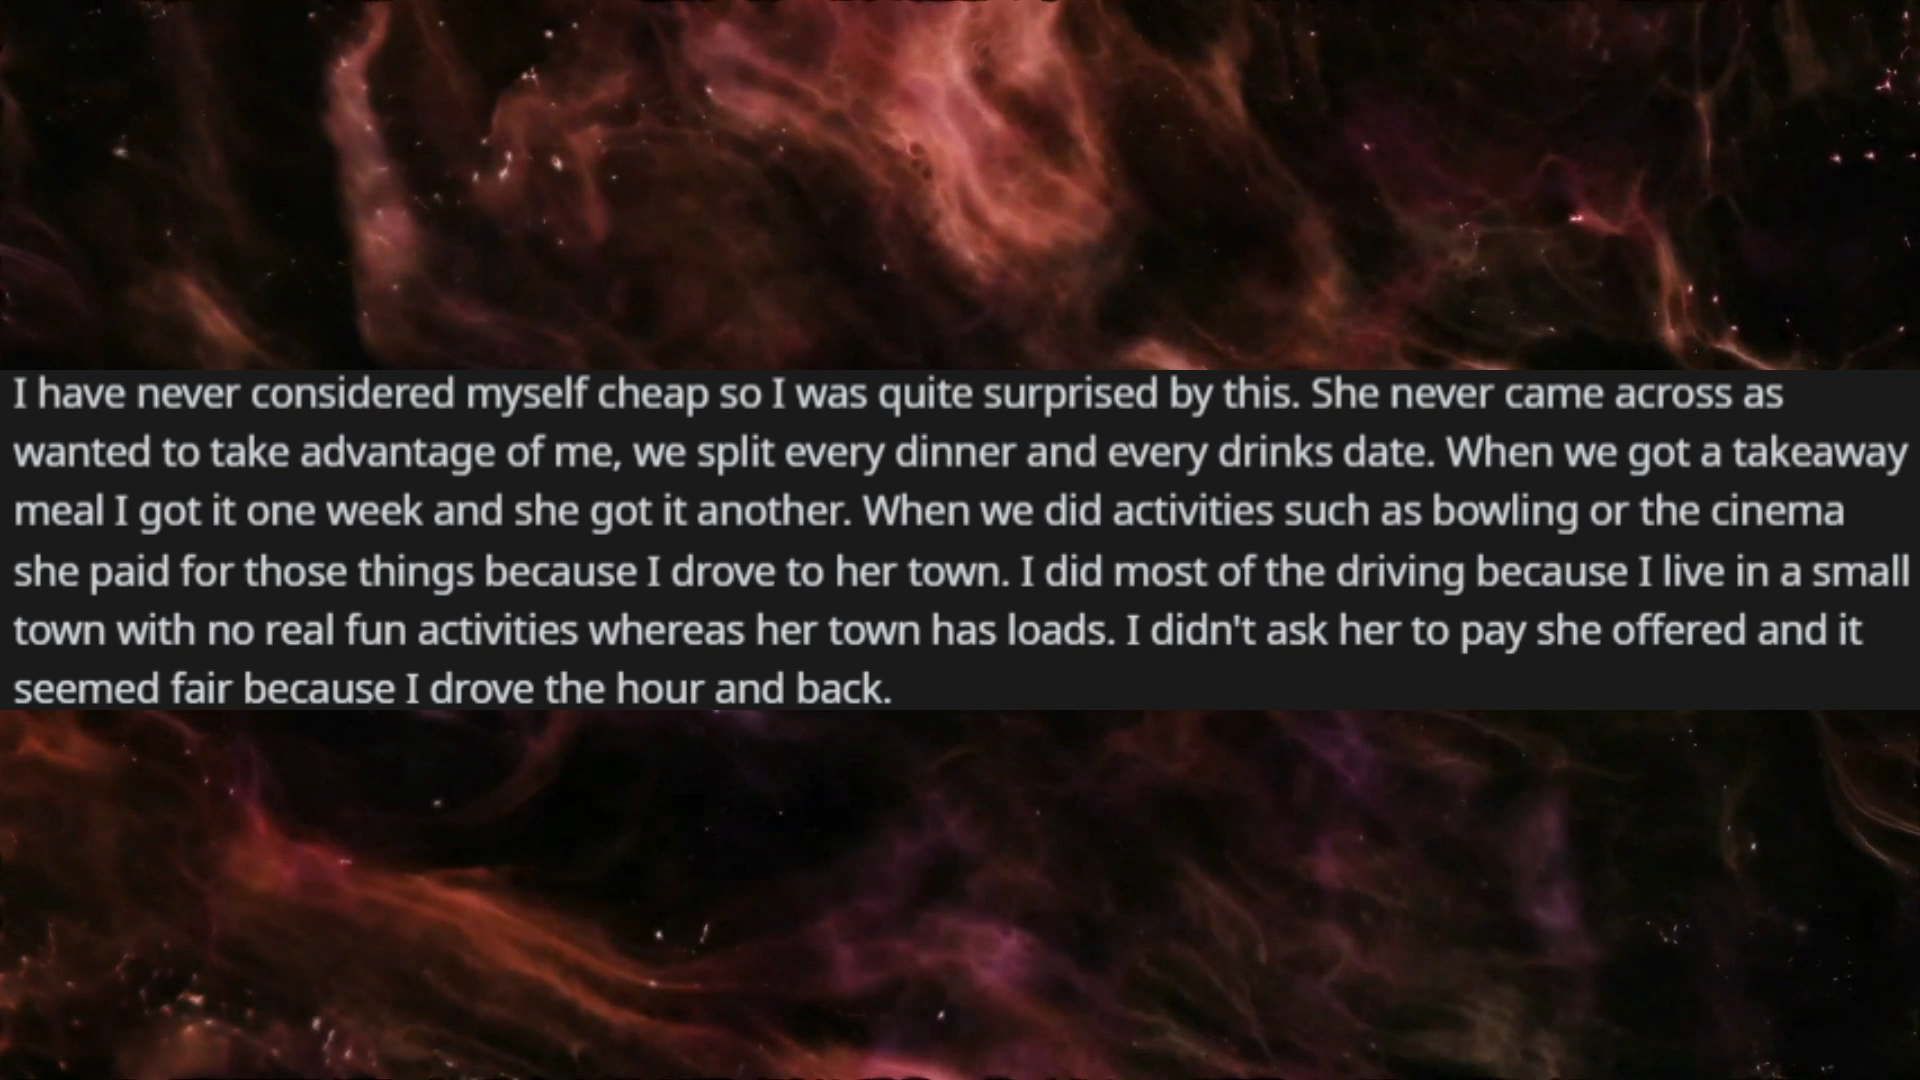 I have never considered myself cheap so I was quite surprised by this. She never came across as
wanted to take advantage of me, we split every dinner and every drinks date. When we got a takeaway
meal I got it one week and she got it another. When we did activities such as bowling or the cinema
she paid for those things because I drove to her town. I did most of the driving because I live in a small
town with no real fun activities whereas her town has loads. I didn't ask her to pay she offered and it
seemed fair because I drove the hour and back.